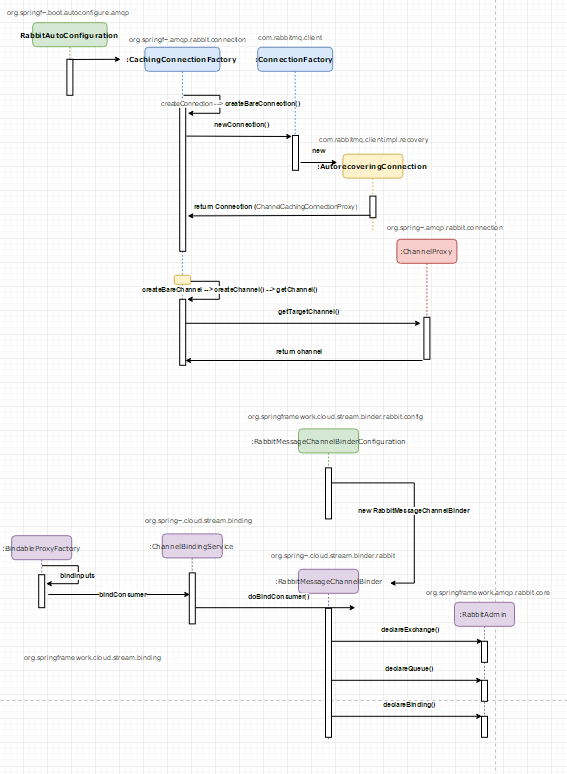 org.springf~.boot.autoconfigure.amqp
RabbitAutoConfiguration
org.springf~.amqp.rabbit.connection
:CachingConnectionFactory
com.rabbitmq.client
:ConnectionFactory
createConnection --> createBareConnection()
newConnection()
com.rabbitmq.client.impl.recovery
new
:AutorecoveringConnection
return Connection (ChannelCachingConnectionProxy)
org.spring~.amqp.rabbit.connection
:ChannelProxy
createBareChannel --> createChannel() --> getChannel()
getTargetChannel()
return channel
org.springframework.cloud.stream.binder.rabbit.config
:RabbitMessageChannelBinderConfiguration
new RabbitMessageChannelBinder
org.spring~.cloud.stream.binding
:BindableProxyFactory
:ChannelBindingService
org.spring~.cloud.stream.binder.rabbit
:RabbitMessageChannelBinder
bindInputs
bindConsumer
doBindConsumer()
org.springframework.amqp.rabbit.core
:RabbitAdmin
declareExchange()
org.springframework.cloud.stream.binding
declareQueue()
declareBinding()